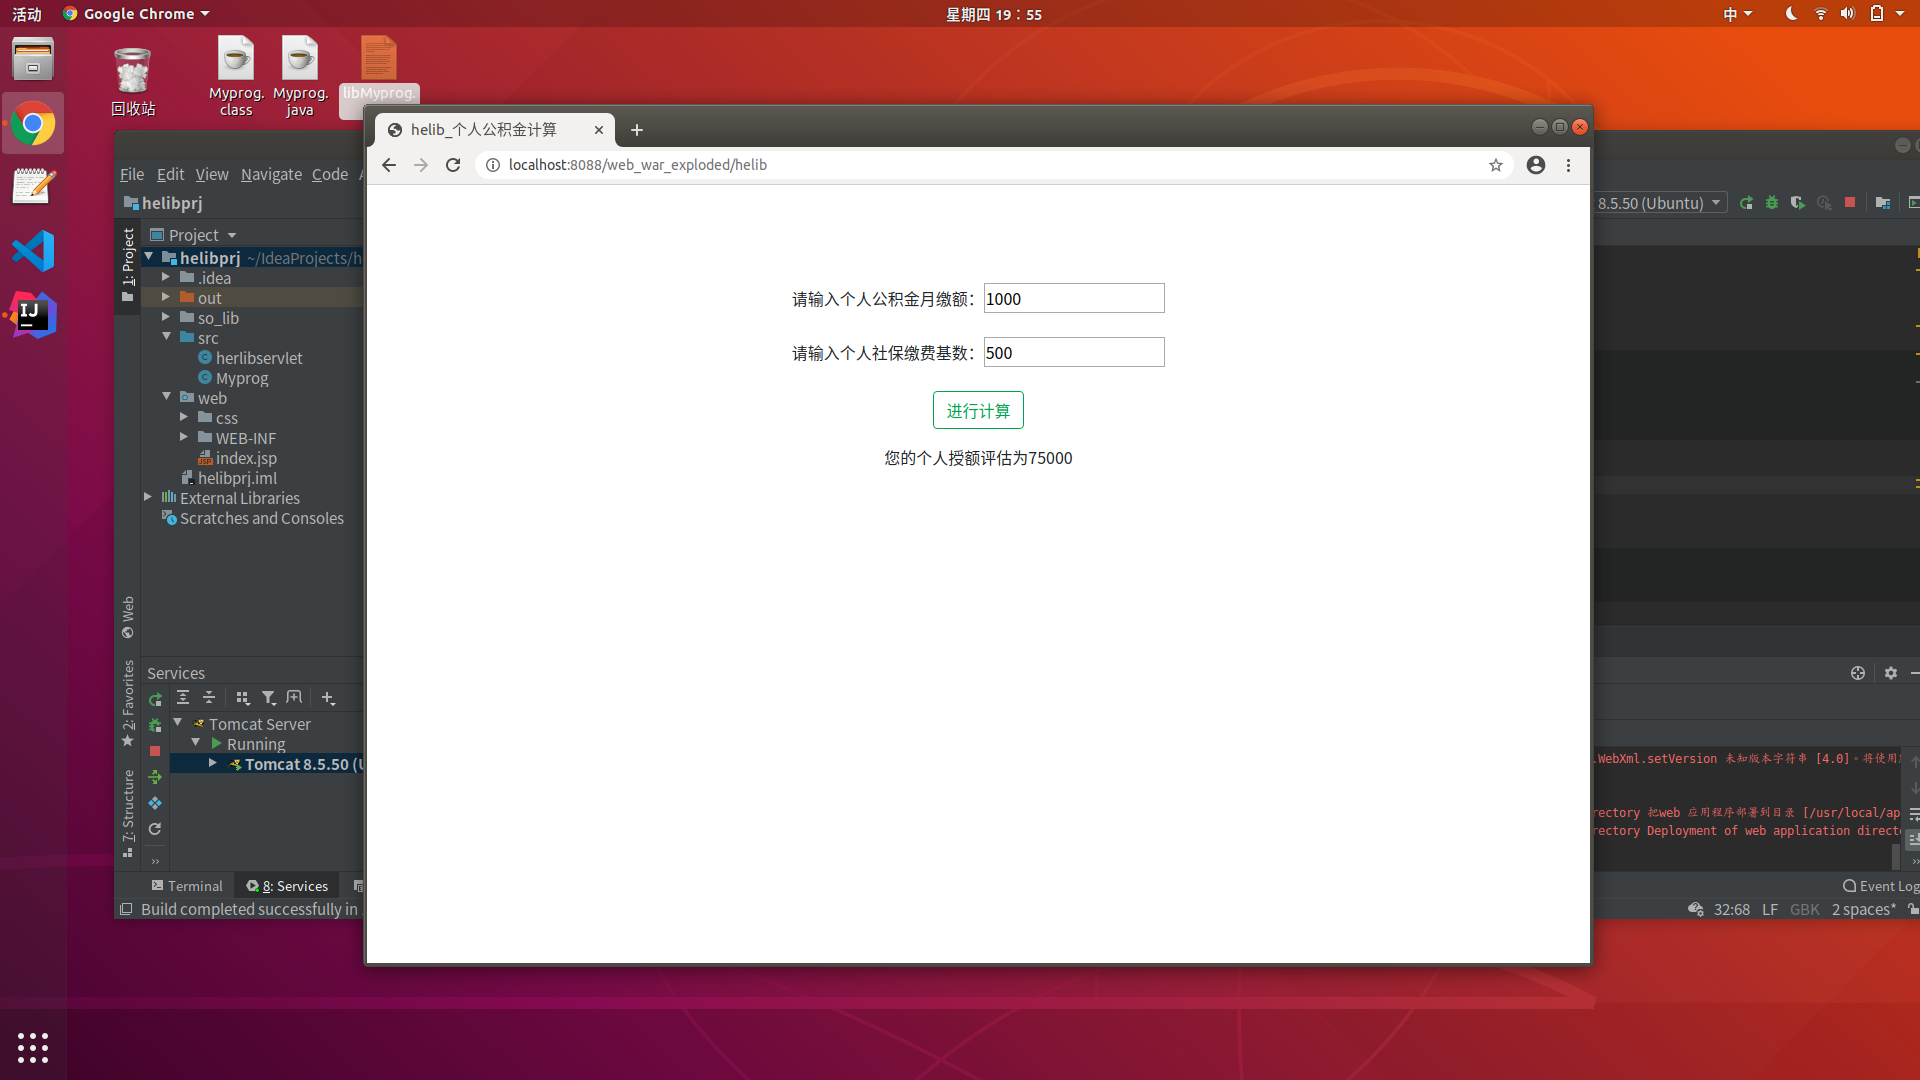 活动
Google Chrome
星期四 19：55
中
回收站
Myprog.
class
Myprog.
java
libMyprog.
helib_个人公积金计算
localhost:8088/web_war_exploded/helib
请输入个人公积金月缴额：
1000
请输入个人社保缴费基数：
500
进行计算
您的个人授额评估为75000
File Edit View Navigate Code
helibprj
8.5.50 (Ubuntu)
1: Project
Project
helibprj ~/IdeaProjects/h
.idea
out
so_lib
src
herlibservlet
Myprog
web
css
WEB-INF
JSP
index.jsp
helibprj.iml
External Libraries
Scratches and Consoles
Web
2: Favorites
7: Structure
Services
Tomcat Server
Running
Tomcat 8.5.50 (U
.WebXml.setVersion 未知版本字符串 [4.0]。将使用
rectory 把web 应用程序部署到目录 [/usr/local/ap
rectory Deployment of web application directo
Terminal
8: Services
Event Log
Build completed successfully in
32:68 LF GBK 2 spaces*
IJ